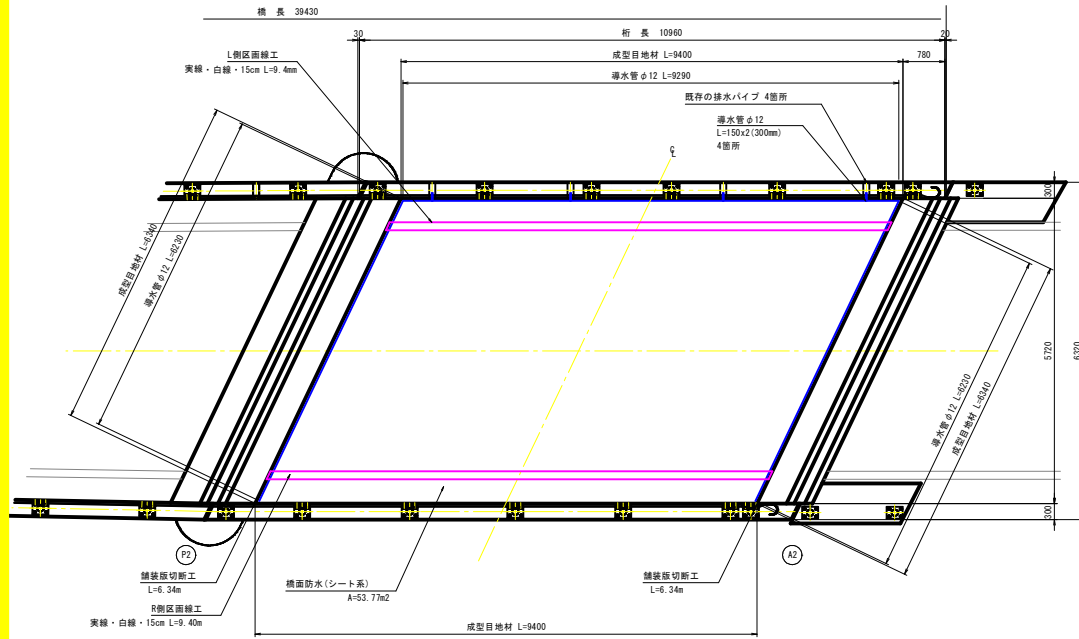 橋 長 39430
30
桁 長 10960
20
L側区画線工
実線・白線・15cm L=9.4mm
成型目地材 L=9400
780
導水管φ12 L=9290
既存の排水パイプ 4箇所
導水管φ12
L=150x2(300mm)
4箇所
CL
300
成型目地材 L=6340
導水管φ12 L=6230
5720
6320
導水管φ12 L=6230
成型目地材 L=6340
300
P2
A2
舗装版切断工
L=6.34m
橋面防水(シート系)
A=53.77m2
舗装版切断工
L=6.34m
R側区画線工
実線・白線・15cm L=9.40m
成型目地材 L=9400